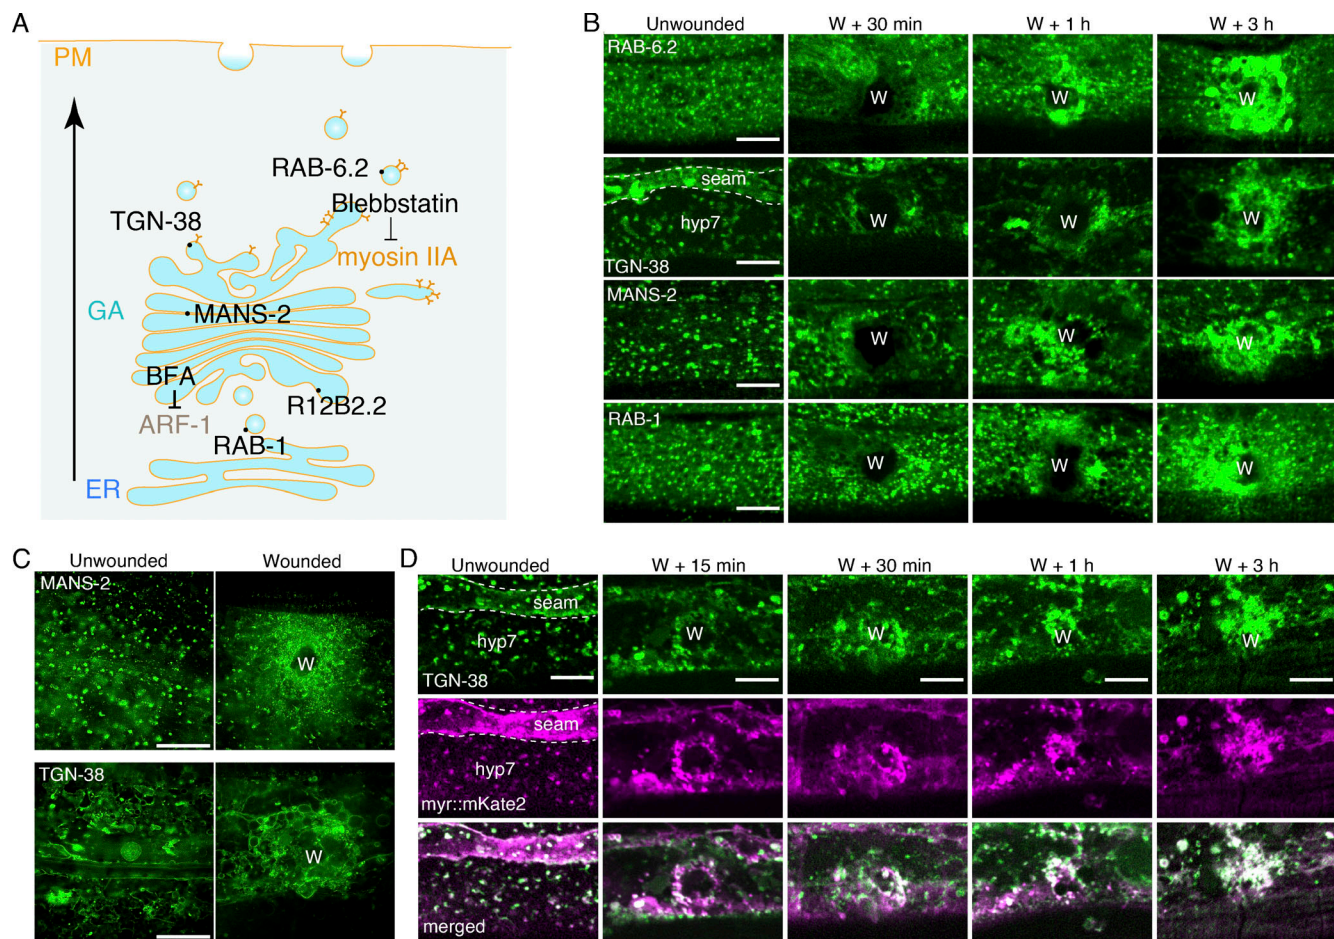 A
PM
RAB-6.2
TGN-38
Blebbstatin
myosin IIA
GA
MANS-2
BFA
R12B2.2
ARF-1
RAB-1
ER
B
Unwounded
W + 30 min
W + 1 h
W + 3 h
RAB-6.2
W
W
W
seam
hyp7
TGN-38
W
W
W
MANS-2
W
W
W
RAB-1
W
W
W
C
Unwounded
Wounded
MANS-2
W
TGN-38
W
D
Unwounded
W + 15 min
W + 30 min
W + 1 h
W + 3 h
seam
hyp7
TGN-38
W
W
W
W
seam
hyp7
myr::mKate2
merged